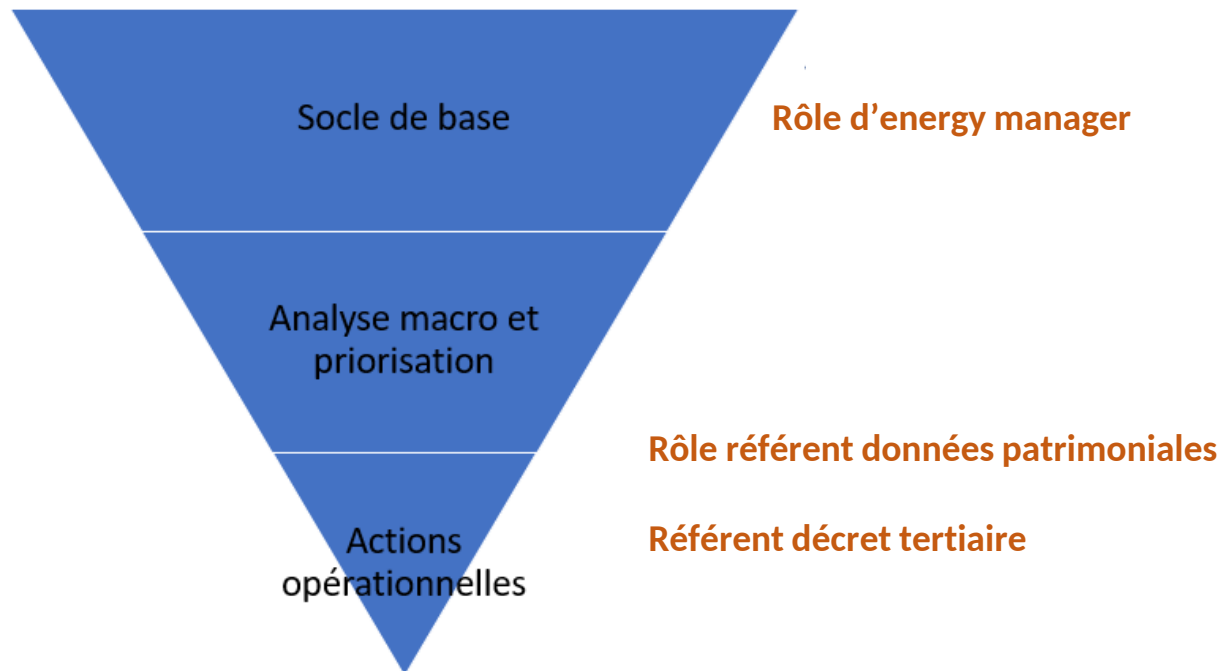 Socle de base
Rôle d’energy manager
Analyse macro et
priorisation
Rôle référent données patrimoniales
Référent décret tertiaire
Actions
opérationnelles